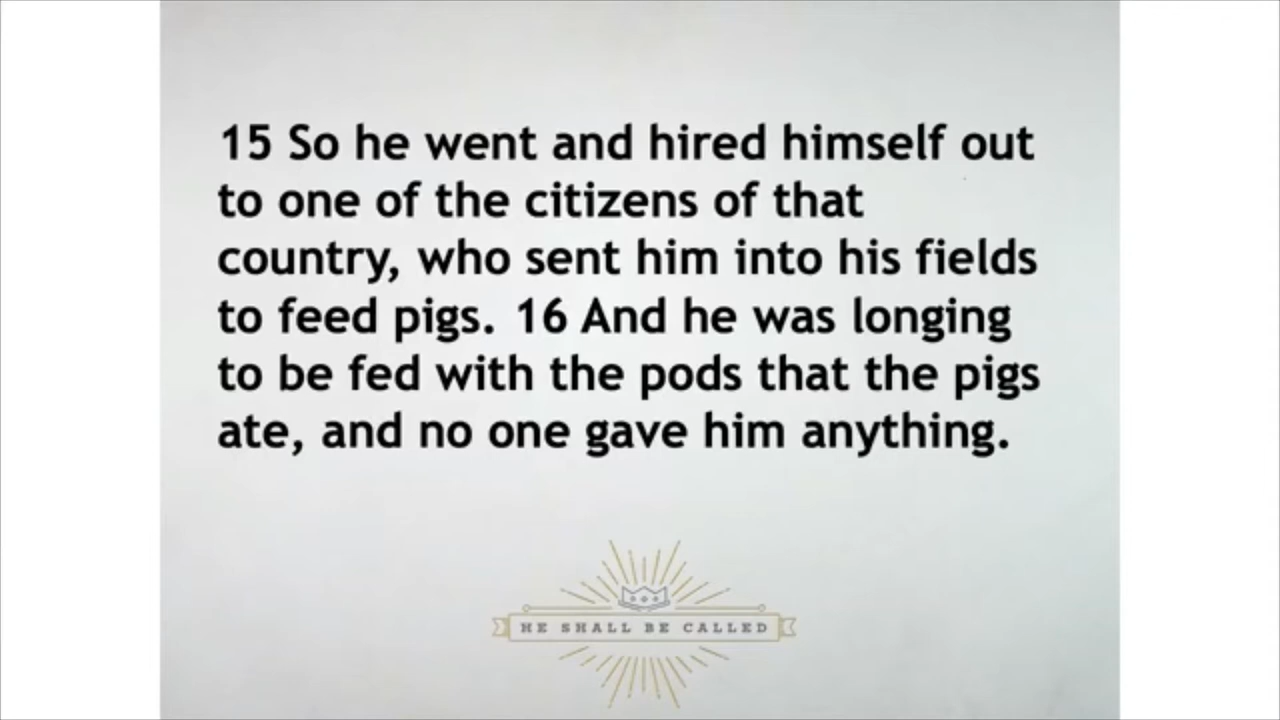 15 So he went and hired himself out
to one of the citizens of that
country, who sent him into his fields
to feed pigs. 16 And he was longing
to be fed with the pods that the pigs
ate, and no one gave him anything.
HE SHALL BE CALLED